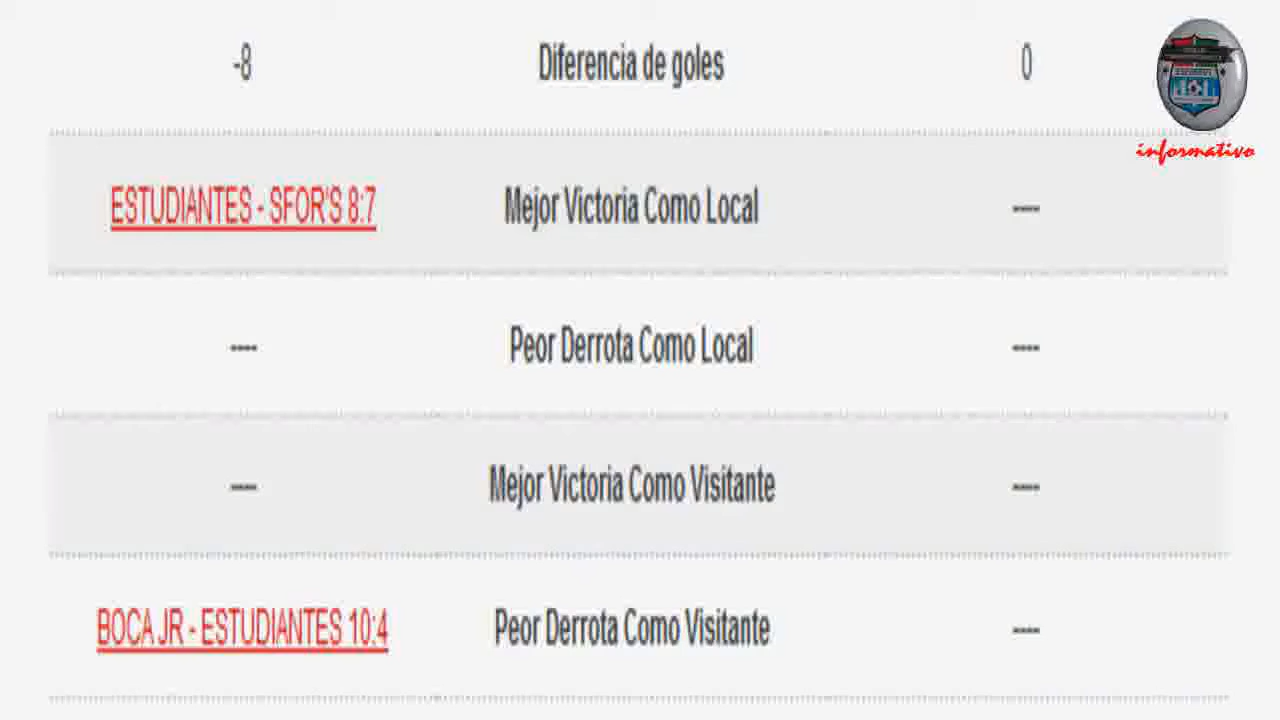 -8 Diferencia de goles 0
ESTUDIANTES - SFOR'S 8:7 Mejor Victoria Como Local ----
---- Peor Derrota Como Local ----
---- Mejor Victoria Como Visitante ----
BOCA JR - ESTUDIANTES 10:4 Peor Derrota Como Visitante ----
informativo